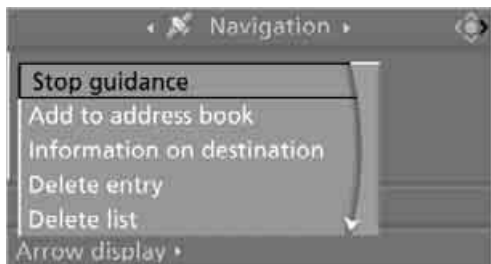 Navigation
Stop guidance
Add to address book
Information on destination
Delete entry
Delete list
Arrow display